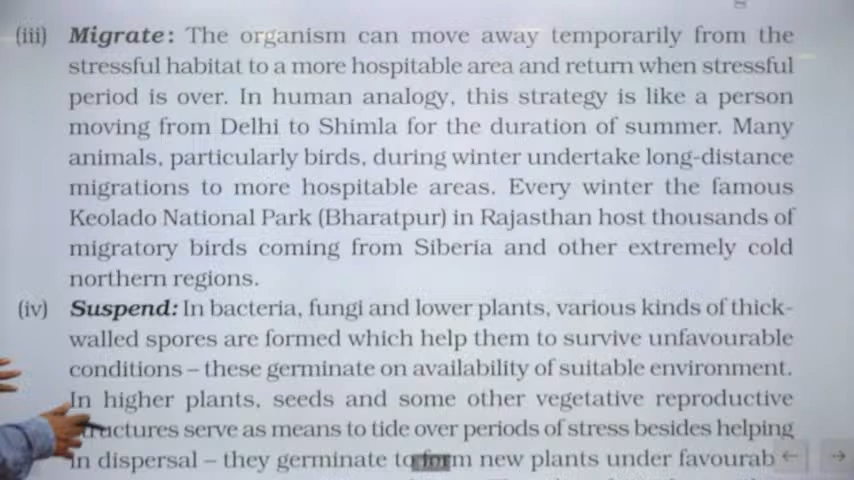 (iii) Migrate: The organism can move away temporarily from the
stressful habitat to a more hospitable area and return when stressful
period is over. In human analogy, this strategy is like a person
moving from Delhi to Shimla for the duration of summer. Many
animals, particularly birds, during winter undertake long-distance
migrations to more hospitable areas. Every winter the famous
Keolado National Park (Bharatpur) in Rajasthan host thousands of
migratory birds coming from Siberia and other extremely cold
northern regions.
(iv) Suspend: In bacteria, fungi and lower plants, various kinds of thick-
walled spores are formed which help them to survive unfavourable
conditions – these germinate on availability of suitable environment.
In higher plants, seeds and some other vegetative reproductive
structures serve as means to tide over periods of stress besides helping
in dispersal – they germinate to form new plants under favourab